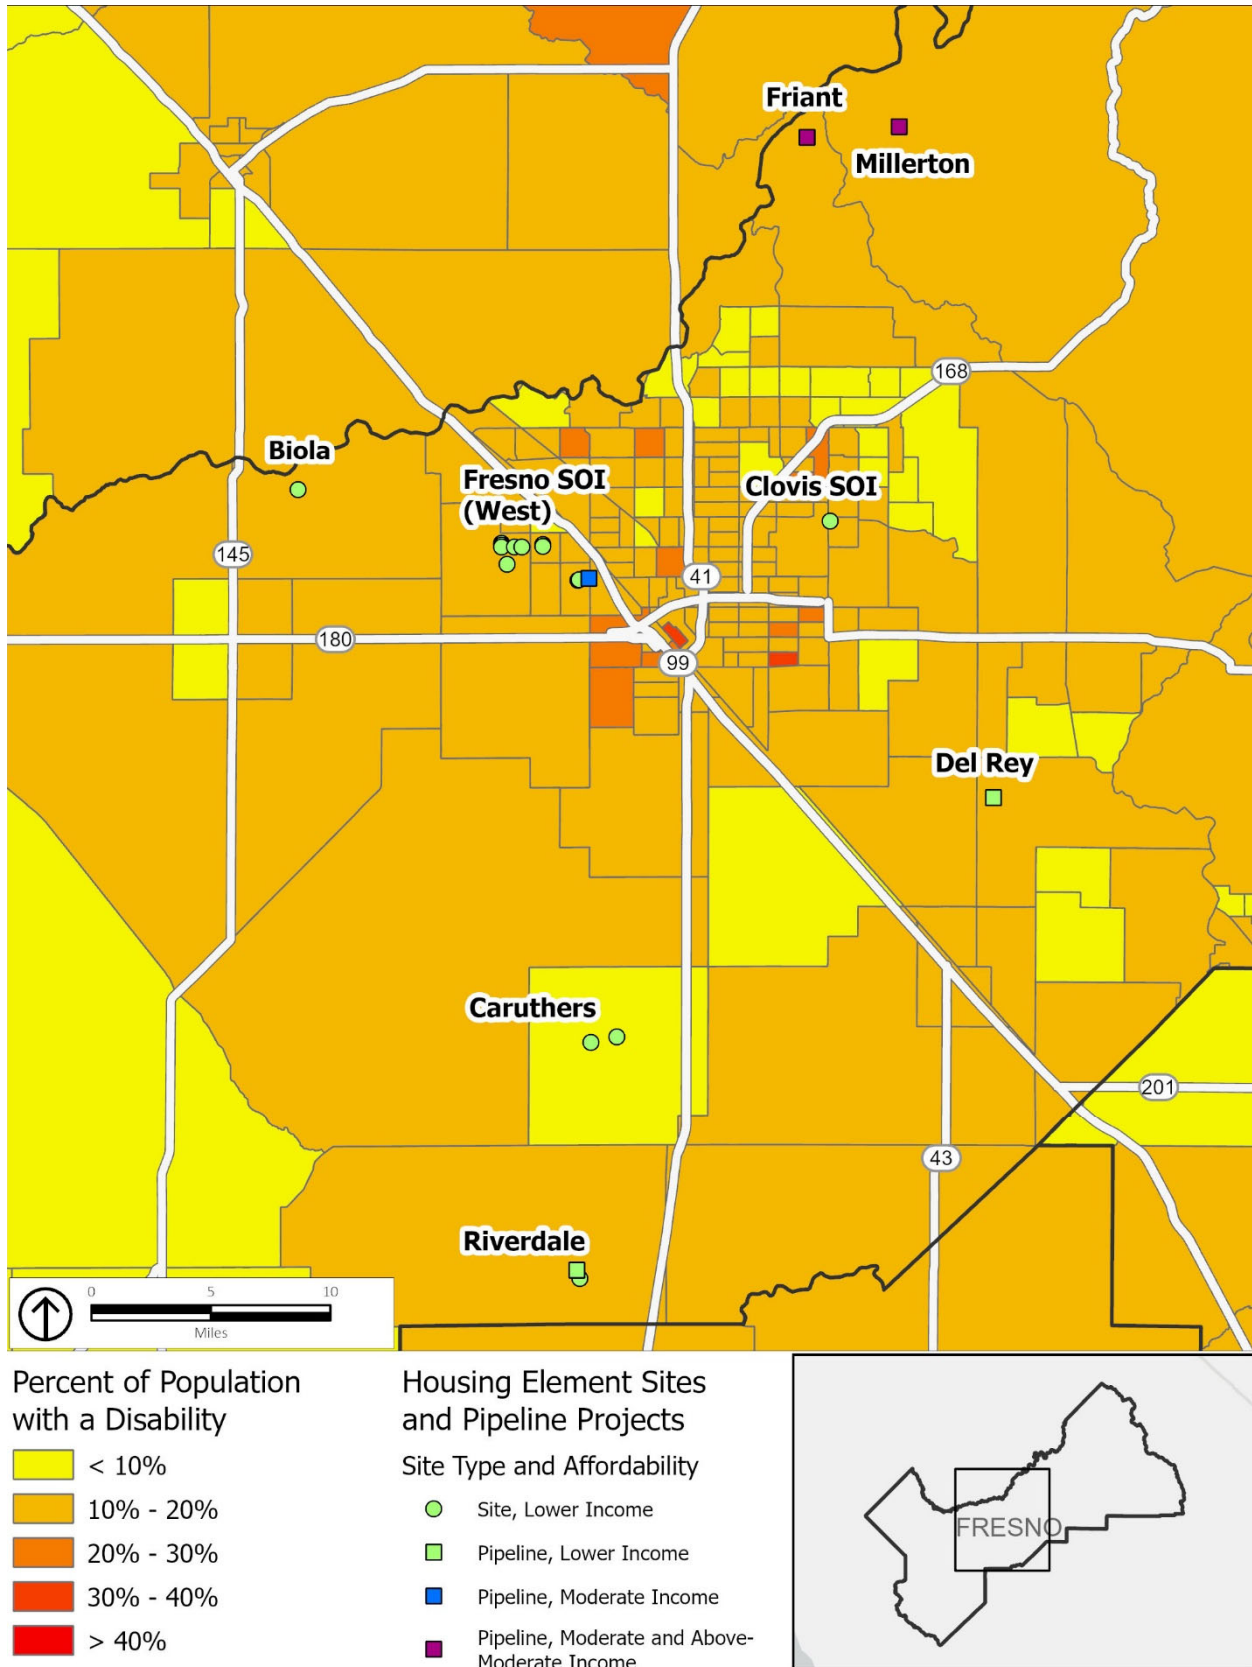 Friant
Millerton
168
Biola
Fresno SOI
(West)
Clovis SOI
145
41
180
99
Del Rey
Caruthers
201
43
Riverdale
0 5 10
Miles
Percent of Population
with a Disability
< 10%
10% - 20%
20% - 30%
30% - 40%
> 40%
Housing Element Sites
and Pipeline Projects
Site Type and Affordability
Site, Lower Income
Pipeline, Lower Income
Pipeline, Moderate Income
Pipeline, Moderate and Above-
Moderate Income
FRESNO